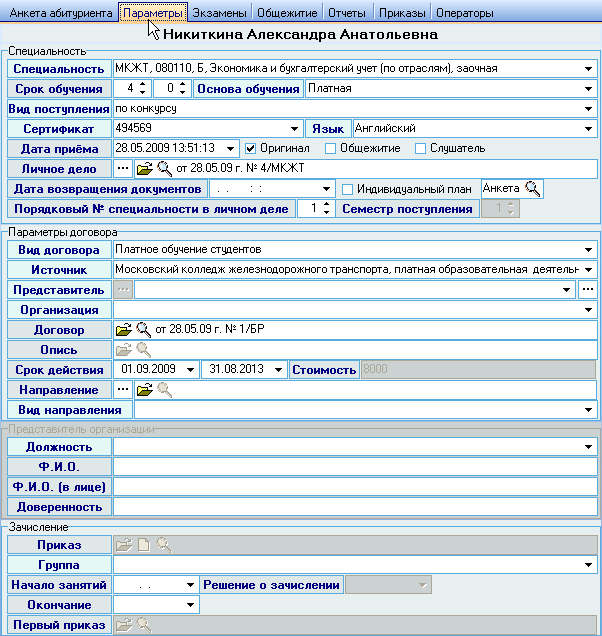 Анкета абитуриента Параметры Экзамены Общежитие Отчеты Приказы Операторы
Никиткина Александра Анатольевна
Специальность
Специальность МКЖТ, 080110, Б, Экономика и бухгалтерский учет (по отраслям), заочная
Срок обучения 4 0 Основа обучения Платная
Вид поступления по конкурсу
Сертификат 494569 Язык Английский
Дата приёма 28.05.2009 13:51:13 Оригинал Общежитие Слушатель
Личное дело ... от 28.05.09 г. № 4/МКЖТ
Дата возвращения документов . . : : Индивидуальный план Анкета
Порядковый № специальности в личном деле 1 Семестр поступления 1
Параметры договора
Вид договора Платное обучение студентов
Источник Московский колледж железнодорожного транспорта, платная образовательная деятельн
Представитель ... ...
Организация
Договор от 28.05.09 г. № 1/БР
Опись
Срок действия 01.09.2009 31.08.2013 Стоимость 8000
Направление ...
Вид направления
Представитель организации
Должность
Ф.И.О.
Ф.И.О. (в лице)
Доверенность
Зачисление
Приказ
Группа
Начало занятий . . Решение о зачислении
Окончание
Первый приказ